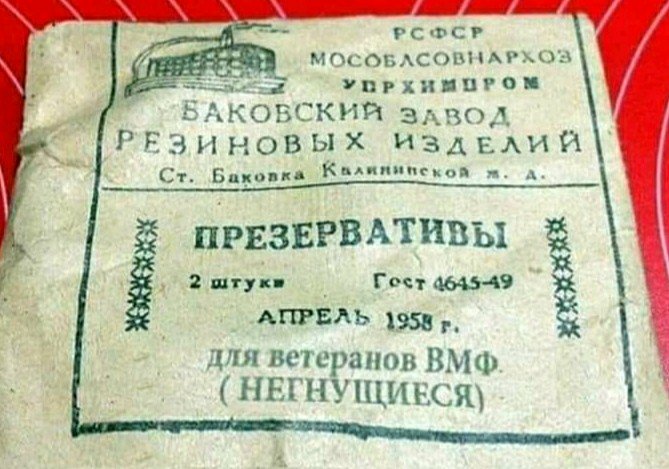 РСФСР
МОСОБЛСОВНАРХОЗ
УПРХИМПРОМ
БАКОВСКИЙ ЗАВОД
РЕЗИНОВЫХ ИЗДЕЛИЙ
Ст. Баковка Калининской ж. д.
ПРЕЗЕРВАТИВЫ
2 штуки Гост 4645-49
АПРЕЛЬ 1958 г.
для ветеранов ВМФ
( НЕГНУЩИЕСЯ)